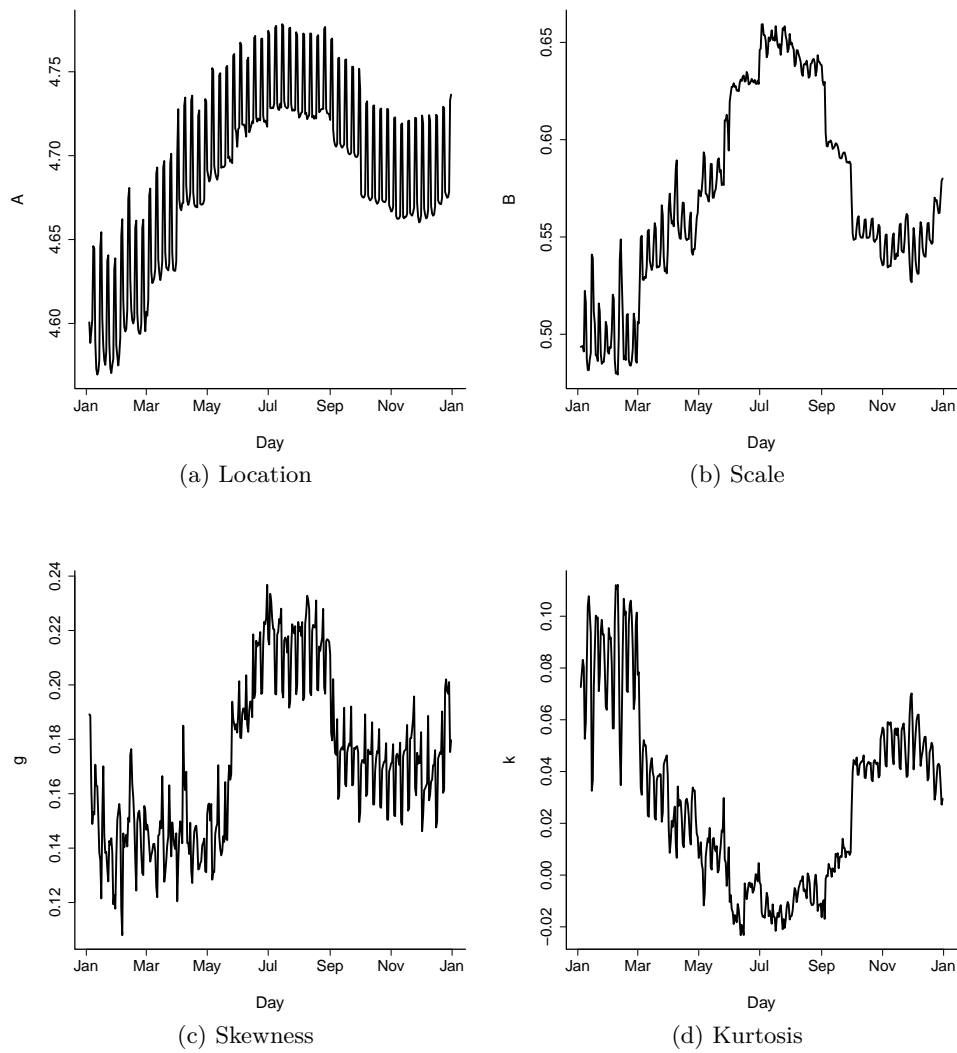 A
4.75
4.70
4.65
4.60
Jan Mar May Jul Sep Nov Jan
Day
(a) Location
B
0.65
0.60
0.55
0.50
Jan Mar May Jul Sep Nov Jan
Day
(b) Scale
g
0.24
0.22
0.20
0.18
0.16
0.14
0.12
Jan Mar May Jul Sep Nov Jan
Day
(c) Skewness
k
0.10
0.08
0.06
0.04
0.02
0.00
−0.02
Jan Mar May Jul Sep Nov Jan
Day
(d) Kurtosis